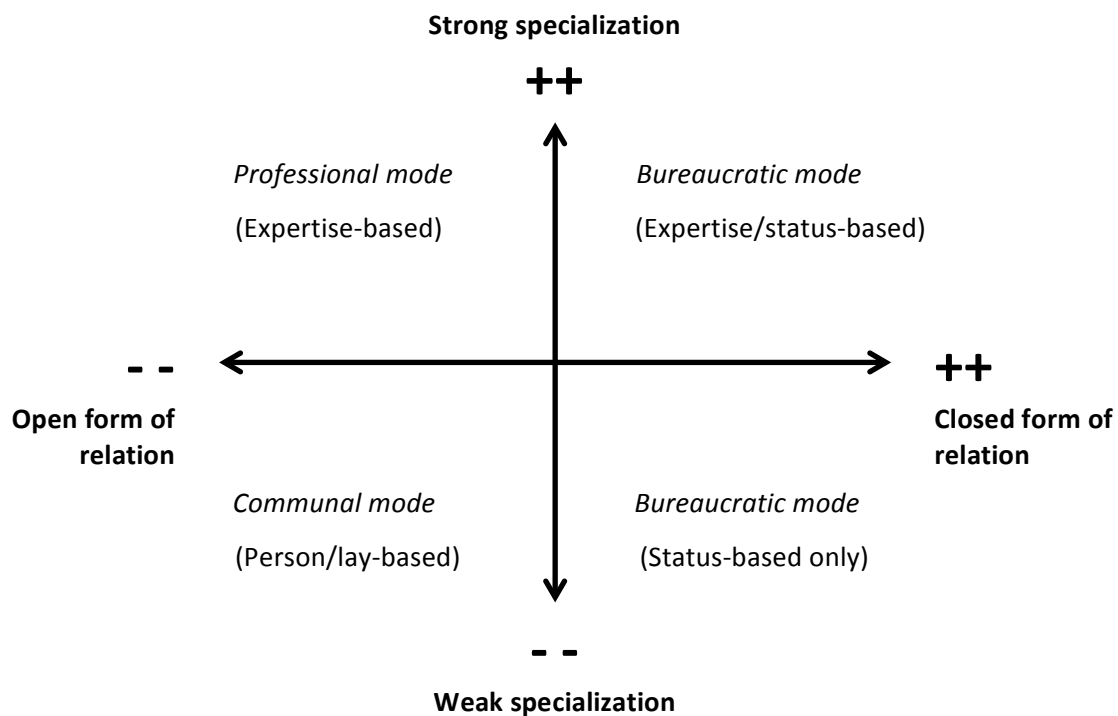 Strong specialization
++
Professional mode
Bureaucratic mode
(Expertise-based)
(Expertise/status-based)
- -
++
Open form of
relation
Closed form of
relation
Communal mode
Bureaucratic mode
(Person/lay-based)
(Status-based only)
- -
Weak specialization